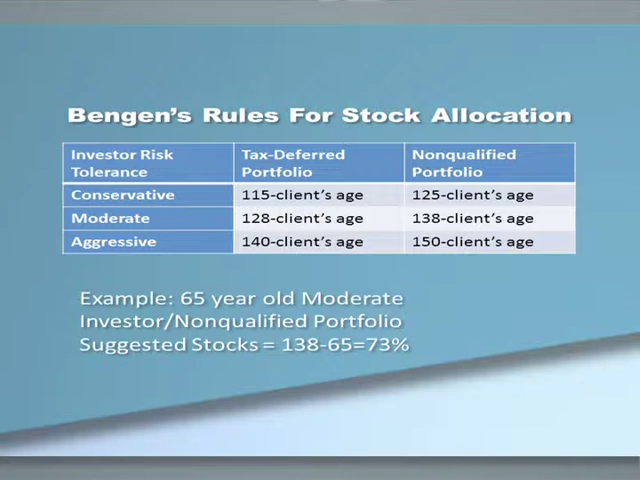 Bengen's Rules For Stock Allocation
Investor Risk Tolerance Tax-Deferred Portfolio Nonqualified Portfolio
Conservative 115-client's age 125-client's age
Moderate 128-client's age 138-client's age
Aggressive 140-client's age 150-client's age
Example: 65 year old Moderate
Investor/Nonqualified Portfolio
Suggested Stocks = 138-65=73%